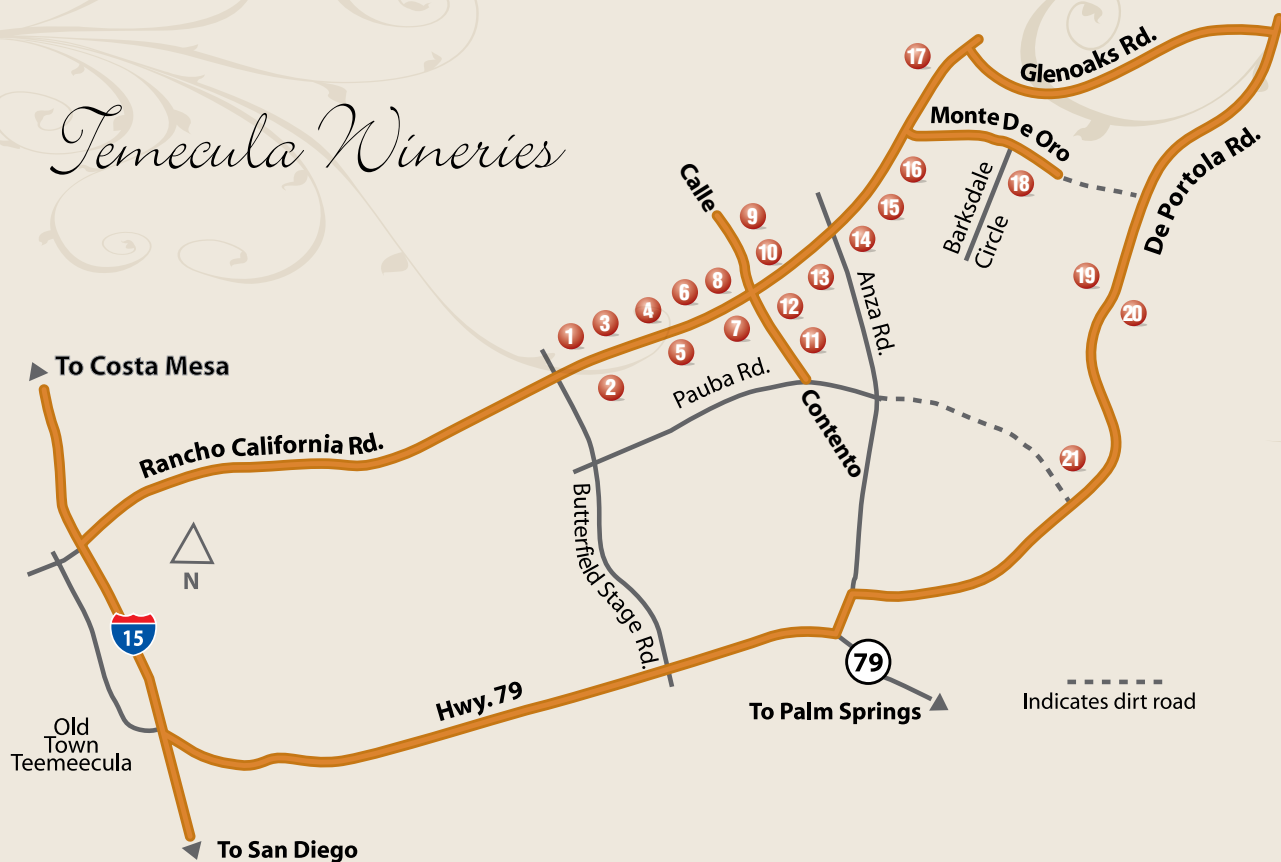 Temecula Wineries
17
Glenoaks Rd.
Monte De Oro
16
18
Barksdale
Circle
De Portola Rd.
Calle
9
15
10
14
8
6
4
3
1
13
12
7
11
5
2
19
20
Anza Rd.
Pauba Rd.
Contento
To Costa Mesa
Rancho California Rd.
21
Butterfield Stage Rd.
N
15
Hwy.79
79
To Palm Springs
Indicates dirt road
Old
Town
Teemeecula
To San Diego